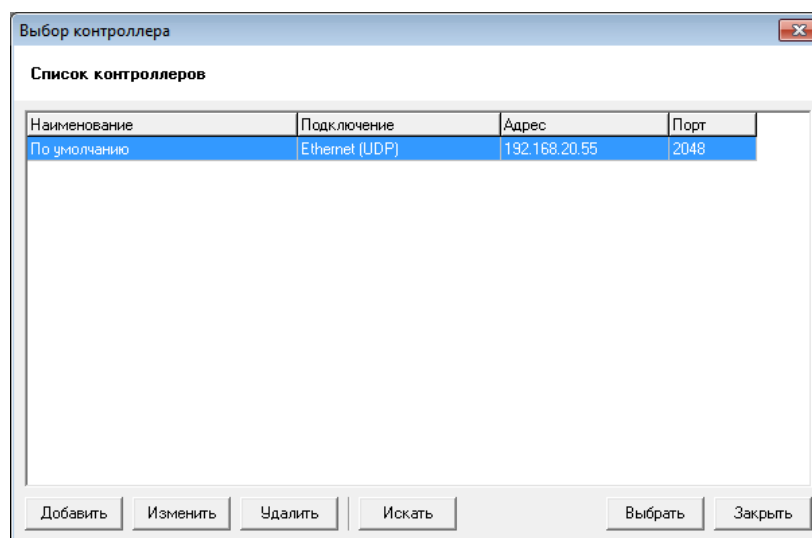 Выбор контроллера
Список контроллеров
Наименование Подключение Адрес Порт
По умолчанию Ethernet (UDP) 192.168.20.55 2048
Добавить Изменить Удалить Искать Выбрать Закрыть